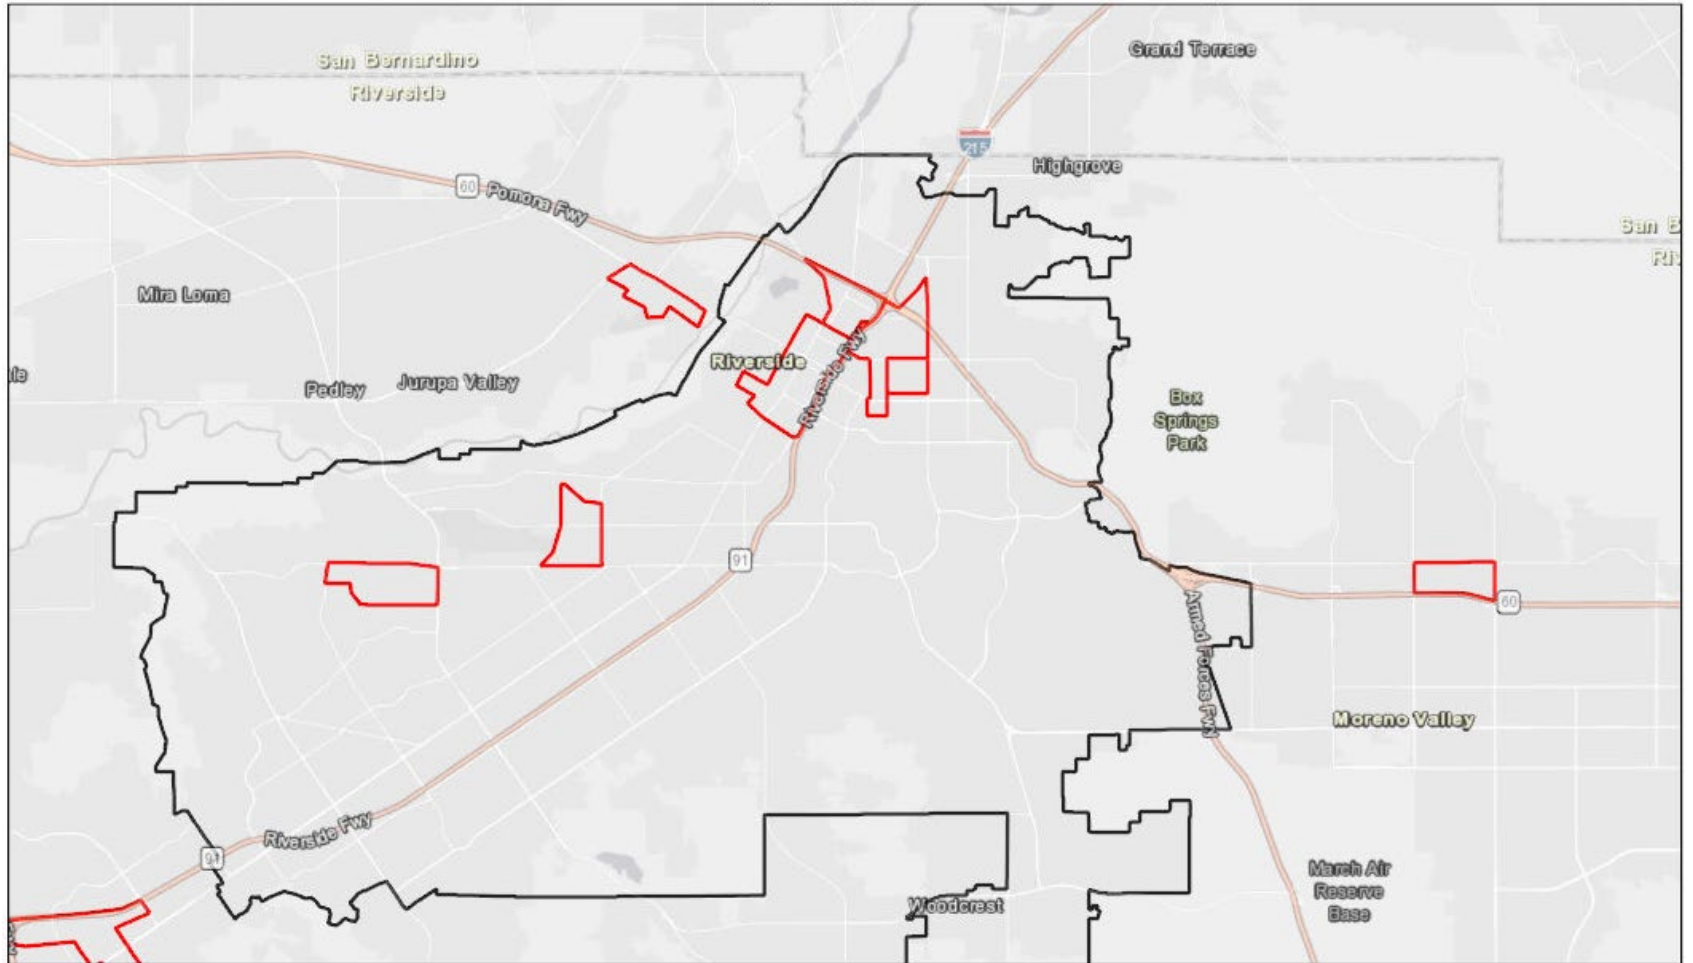 San Bernardino
Riverside
Grand Terrace
215
Highgrove
60
Pomona Fwy
San B
Riv
Mira Loma
Riverside
Riverside Fwy
le
Pedley
Jurupa Valley
Box
Springs
Park
91
60
Armed Forces Fwy
Moreno Valley
Riverside Fwy
91
March Air
Reserve
Base
Woodcrest